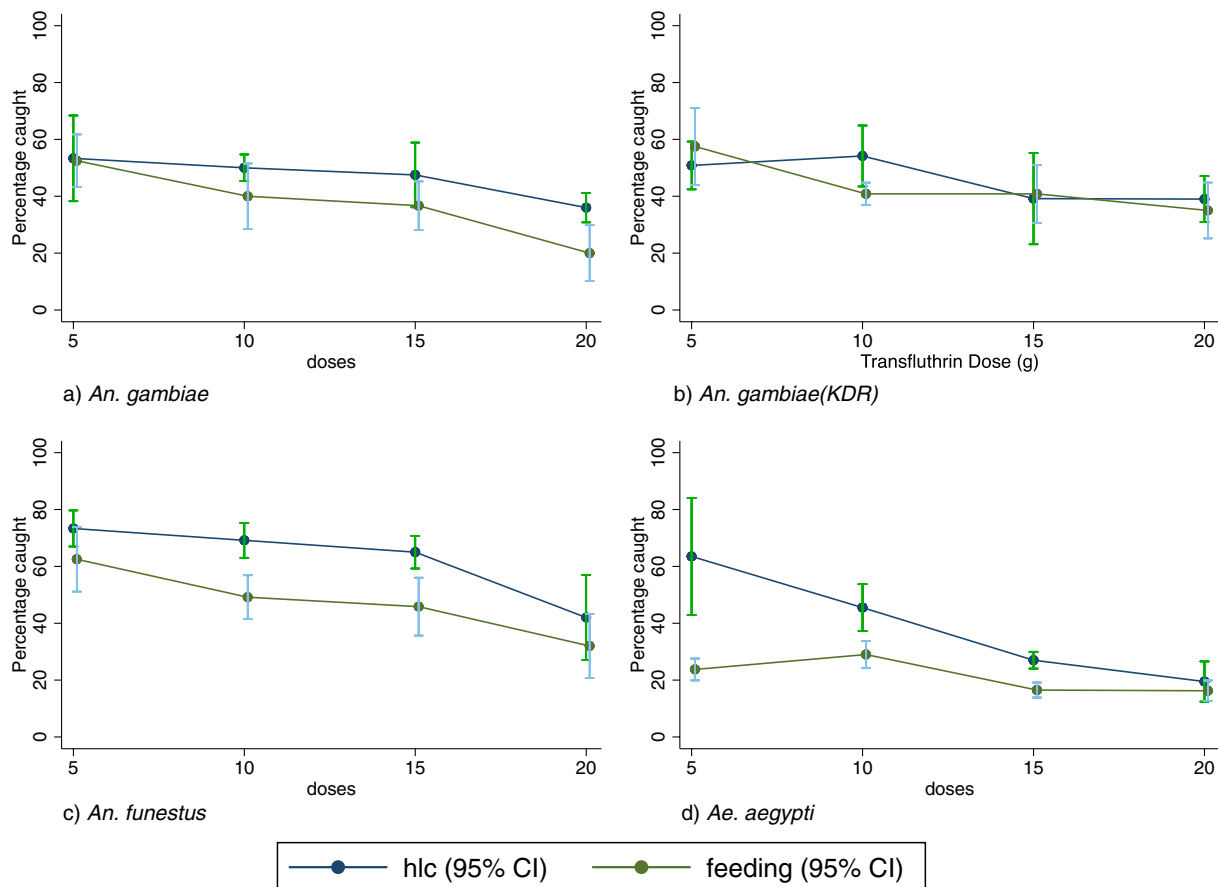 Percentage caught
100
80
60
40
20
0
5 10 15 20
doses
a) An. gambiae
Percentage caught
100
80
60
40
20
0
5 10 15 20
Transfluthrin Dose (g)
b) An. gambiae(KDR)
Percentage caught
100
80
60
40
20
0
5 10 15 20
doses
c) An. funestus
Percentage caught
100
80
60
40
20
0
5 10 15 20
doses
d) Ae. aegypti
hlc (95% CI) feeding (95% CI)